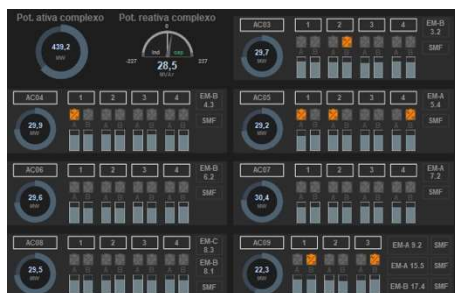 Pot. ativa complexo
439,2
MW
Pot. reativa complexo
0
Ind cap
-237 237
28,5
MVAr
AC03 1 2 3 4 EM-B
3.2
SMF
29,7
MW
A B A B A B A B
AC04 1 2 3 4 EM-B
4.3
SMF
29,9
MW
A B A B A B A B
AC05 1 2 3 4 EM-A
5.4
SMF
29,2
MW
A B A B A B A B
AC06 1 2 3 4 EM-B
6.2
SMF
29,6
MW
A B A B A B A B
AC07 1 2 3 4 EM-A
7.2
SMF
30,4
MW
A B A B A B A B
AC08 1 2 3 4 EM-C
8.3
EM-B
8.1
SMF
29,5
MW
A B A B A B A B
AC09 1 2 3
EM-A 9.2 SMF
EM-A 15.5 SMF
EM-B 17.4 SMF
22,3
MW
A B A B A B